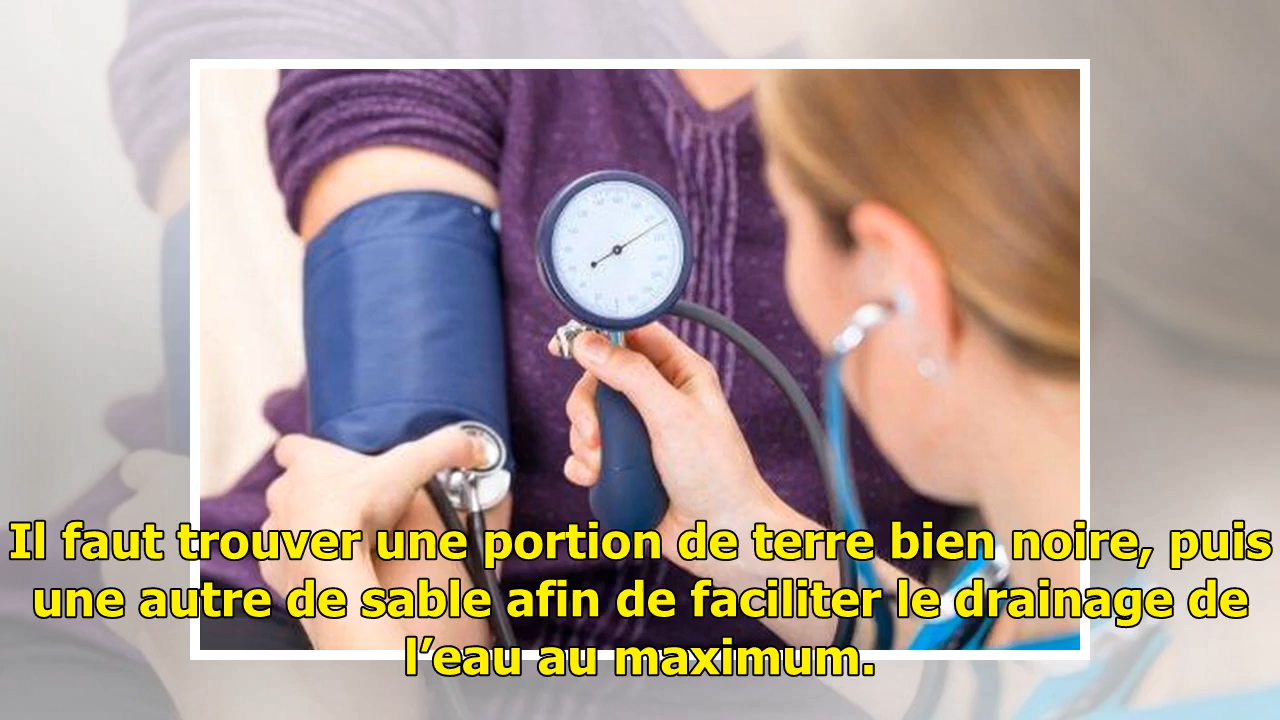 Il faut trouver une portion de terre bien noire, puis
une autre de sable afin de faciliter le drainage de
l’eau au maximum.